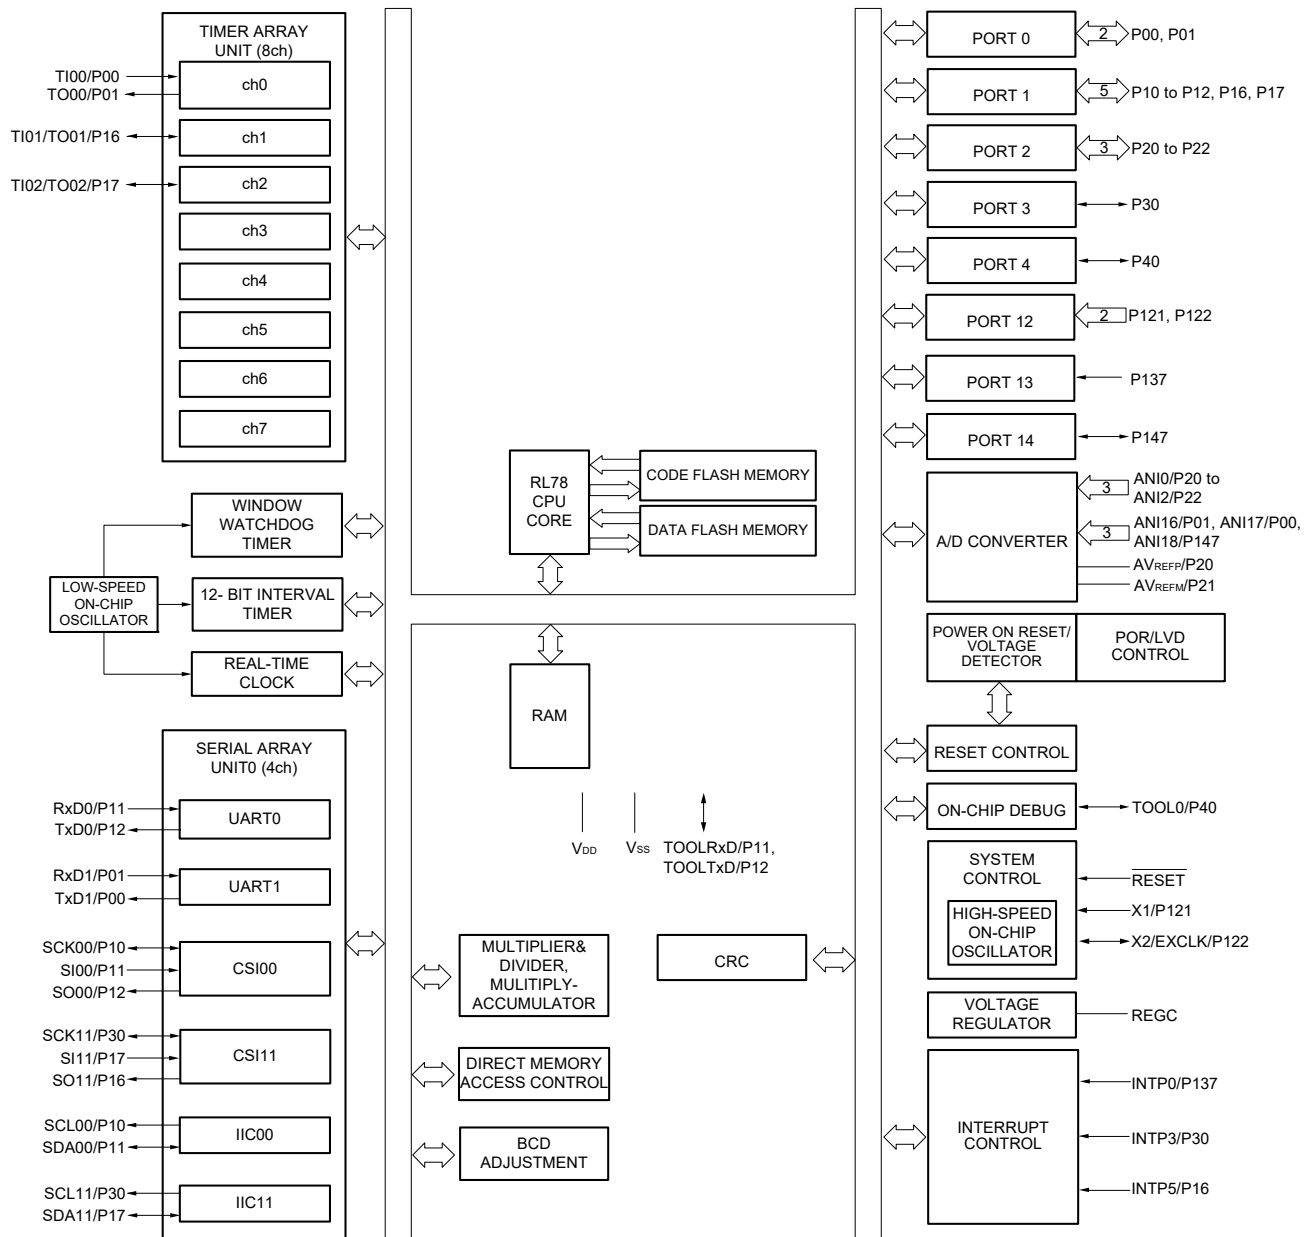 TIMER ARRAY
UNIT (8ch)
TI00/P00
TO00/P01
ch0
TI01/TO01/P16
ch1
TI02/TO02/P17
ch2
ch3
ch4
ch5
ch6
ch7
WINDOW
WATCHDOG
TIMER
LOW-SPEED
ON-CHIP
OSCILLATOR
12- BIT INTERVAL
TIMER
REAL-TIME
CLOCK
SERIAL ARRAY
UNIT0 (4ch)
RxD0/P11
TxD0/P12
UART0
RxD1/P01
TxD1/P00
UART1
SCK00/P10
SI00/P11
SO00/P12
CSI00
SCK11/P30
SI11/P17
SO11/P16
CSI11
SCL00/P10
SDA00/P11
IIC00
SCL11/P30
SDA11/P17
IIC11
RL78
CPU
CORE
CODE FLASH MEMORY
DATA FLASH MEMORY
RAM
VDD
VSS
TOOLRxD/P11,
TOOLTxD/P12
MULTIPLIER&
DIVIDER,
MULITIPLY-
ACCUMULATOR
CRC
DIRECT MEMORY
ACCESS CONTROL
BCD
ADJUSTMENT
PORT 0
2
P00, P01
PORT 1
5
P10 to P12, P16, P17
PORT 2
3
P20 to P22
PORT 3
P30
PORT 4
P40
PORT 12
2
P121, P122
PORT 13
P137
PORT 14
P147
A/D CONVERTER
3
ANI0/P20 to
ANI2/P22
3
ANI16/P01, ANI17/P00,
ANI18/P147
AVREFP/P20
AVREFM/P21
POWER ON RESET/
VOLTAGE
DETECTOR
POR/LVD
CONTROL
RESET CONTROL
ON-CHIP DEBUG
TOOL0/P40
SYSTEM
CONTROL
HIGH-SPEED
ON-CHIP
OSCILLATOR
RESET
X1/P121
X2/EXCLK/P122
VOLTAGE
REGULATOR
REGC
INTERRUPT
CONTROL
INTP0/P137
INTP3/P30
INTP5/P16